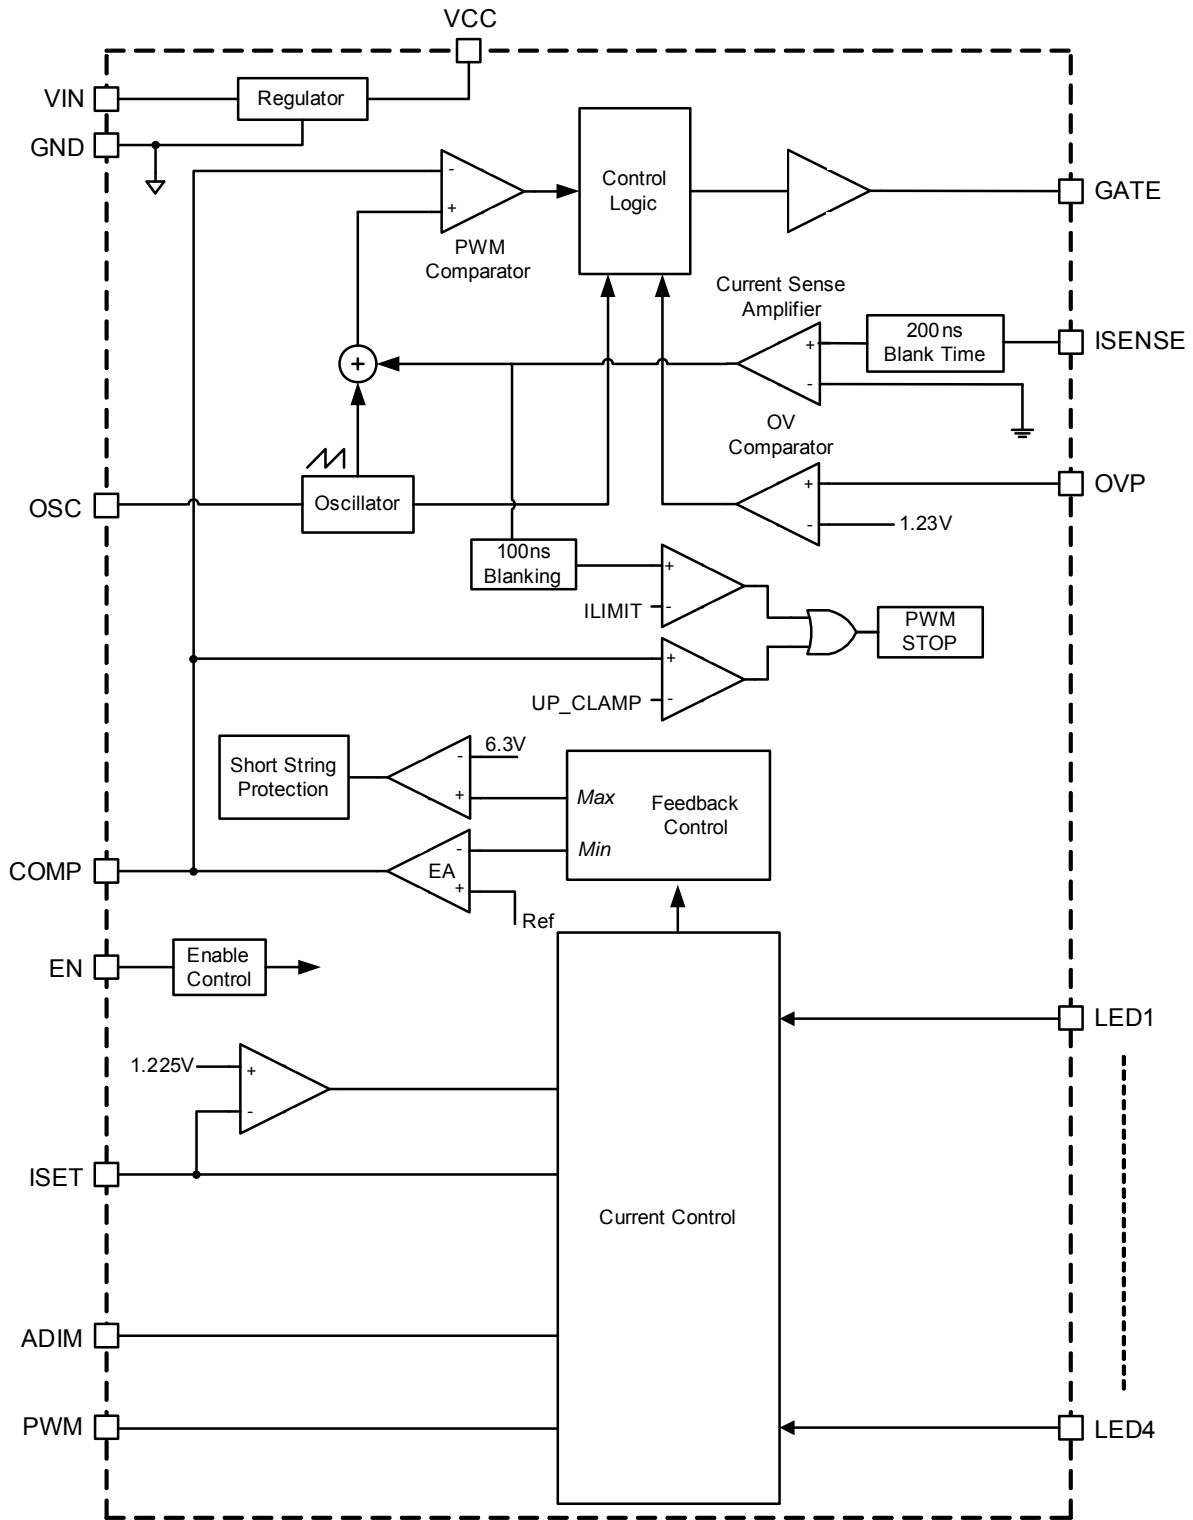 VCC
VIN
Regulator
GND
-
+
PWM
Comparator
Control
Logic
GATE
Current Sense
Amplifier
+
-
200ns
Blank Time
ISENSE
+
OV
Comparator
+
-
1.23V
OVP
OSC
Oscillator
100ns
Blanking
+
-
ILIMIT
PWM
STOP
+
-
UP_CLAMP
Short String
Protection
-
+
6.3V
Max
Min
Feedback
Control
COMP
EA
-
+
Ref
EN
Enable
Control
LED1
1.225V
+
-
ISET
Current Control
ADIM
PWM
LED4